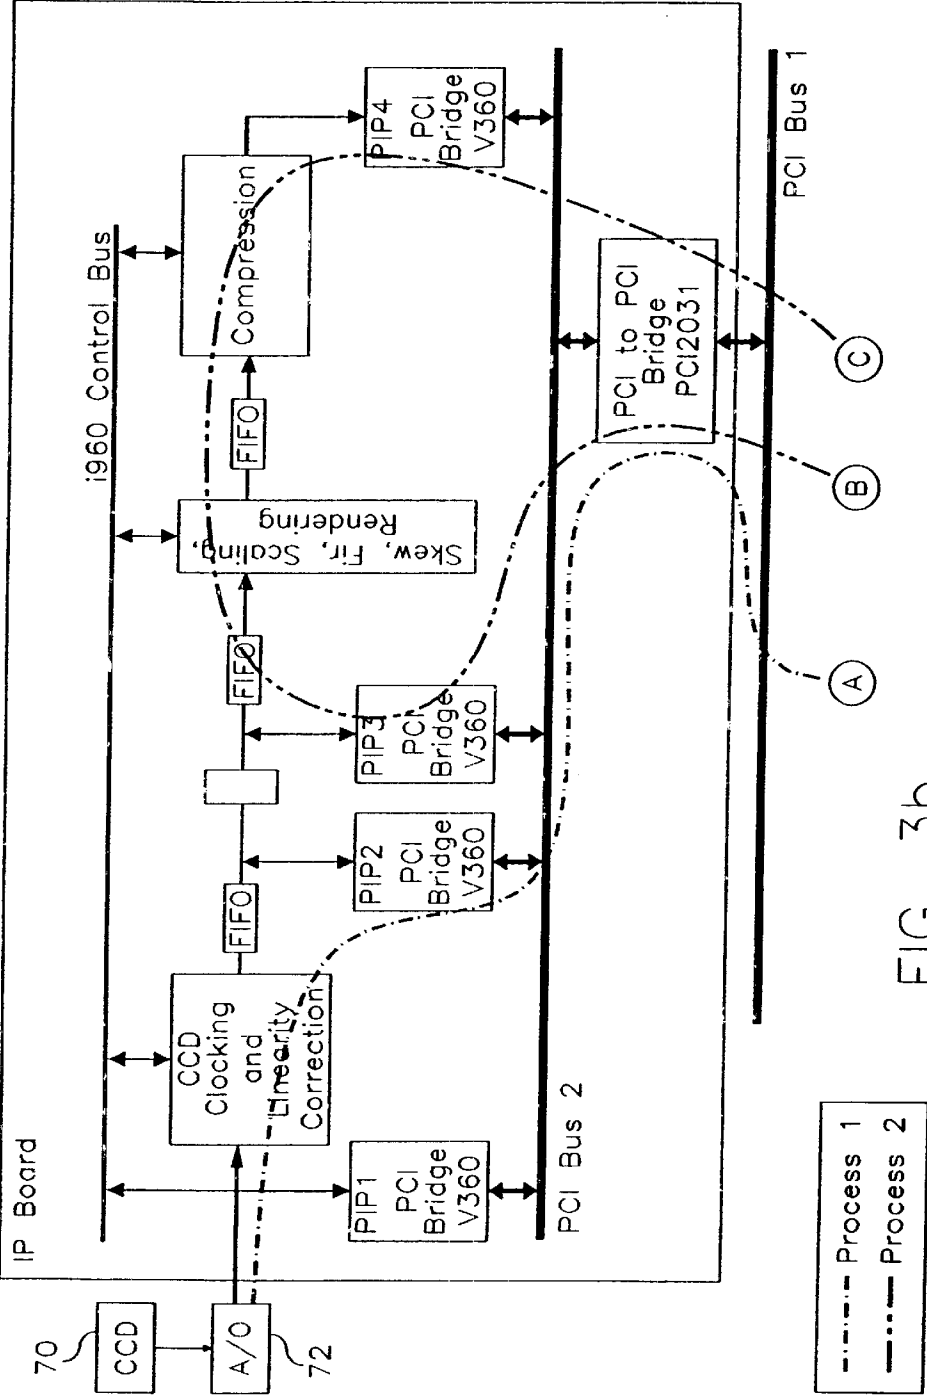 IP Board
i960 Control Bus
70
CCD
A/O
72
CCD
Clocking
and
Linearity
Correction
FIFO
FIFO
Skew, Fir, Scaling,
Rendering
FIFO
Compression
PIP1
PCI
Bridge
V360
PIP2
PCI
Bridge
V360
PIP3
PCI
Bridge
V360
PIP4
PCI
Bridge
V360
PCI Bus 2
PCI to PCI
Bridge
PCI2031
PCI Bus 1
A
B
C
Process 1
Process 2
FIG. 3b